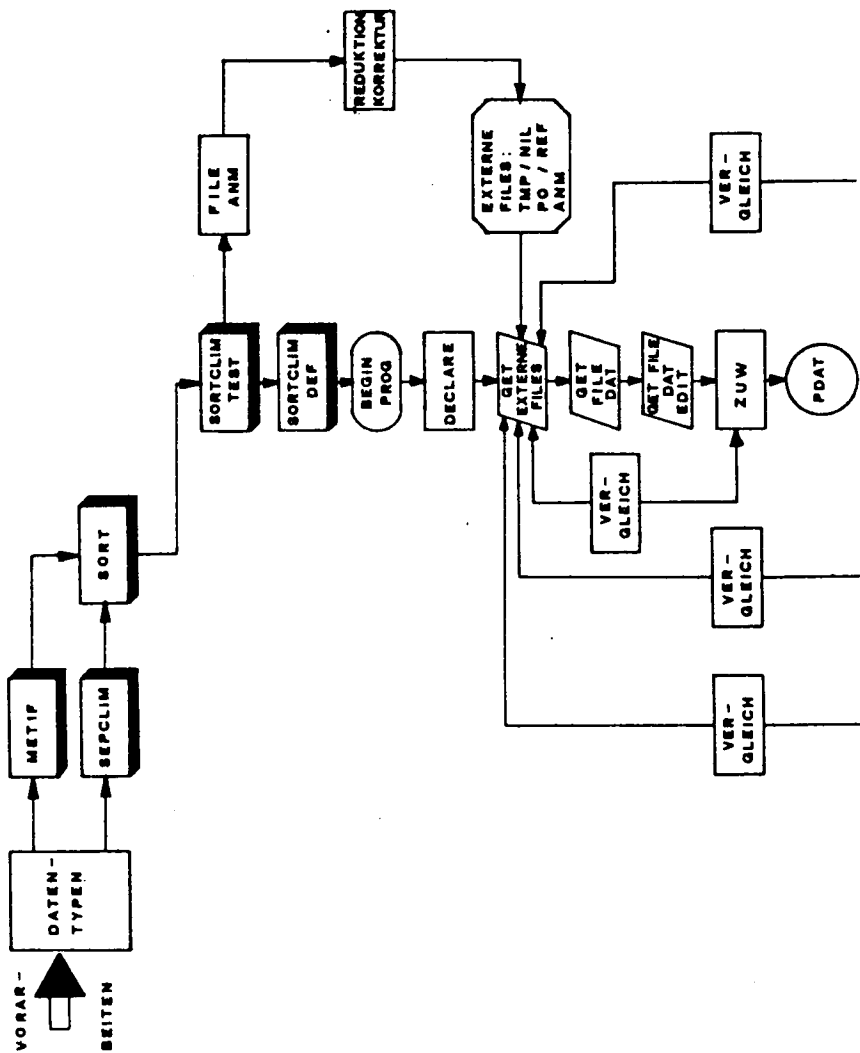 VORAR-
BEITEN
DATEN-
TYPEN
METIF
SEPCLIM
SORT
SORTCLIM
TEST
FILE
ANM
REDUKTION
KORREKTUR
SORTCLIM
DEF
BEGIN
PROG
DECLARE
EXTERNE
FILES:
TMP / NIL
PO / REF
ANM
GET
EXTERNE
FILES
GET
FILE
DAT
GET FILE
DAT
EDIT
ZUW
PDAT
VER-
GLEICH
VER-
GLEICH
VER-
GLEICH
VER-
GLEICH